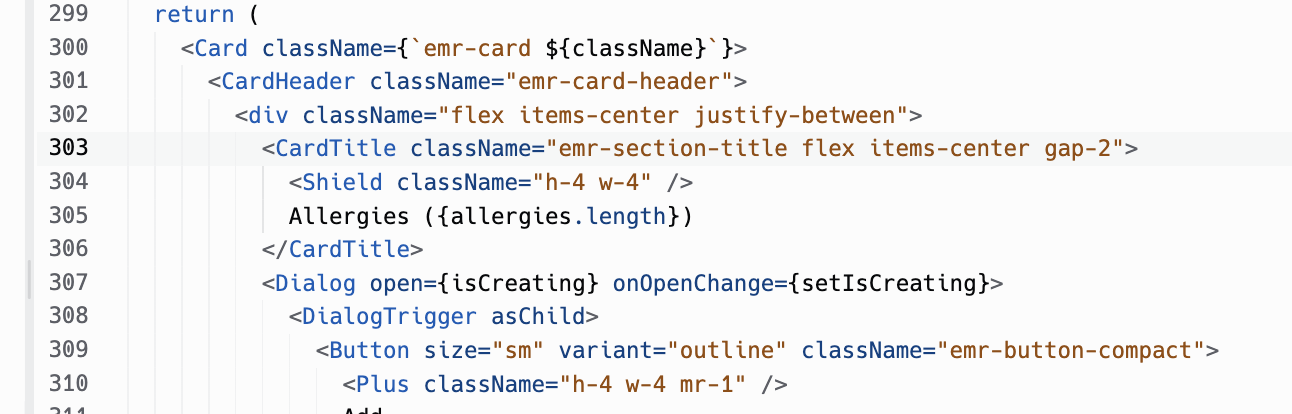 299 return (
300 <Card className={`emr-card ${className}`}>
301 <CardHeader className="emr-card-header">
302 <div className="flex items-center justify-between">
303 <CardTitle className="emr-section-title flex items-center gap-2">
304 <Shield className="h-4 w-4" />
305 Allergies ({allergies.length})
306 </CardTitle>
307 <Dialog open={isCreating} onOpenChange={setIsCreating}>
308 <DialogTrigger asChild>
309 <Button size="sm" variant="outline" className="emr-button-compact">
310 <Plus className="h-4 w-4 mr-1" />
311 Add